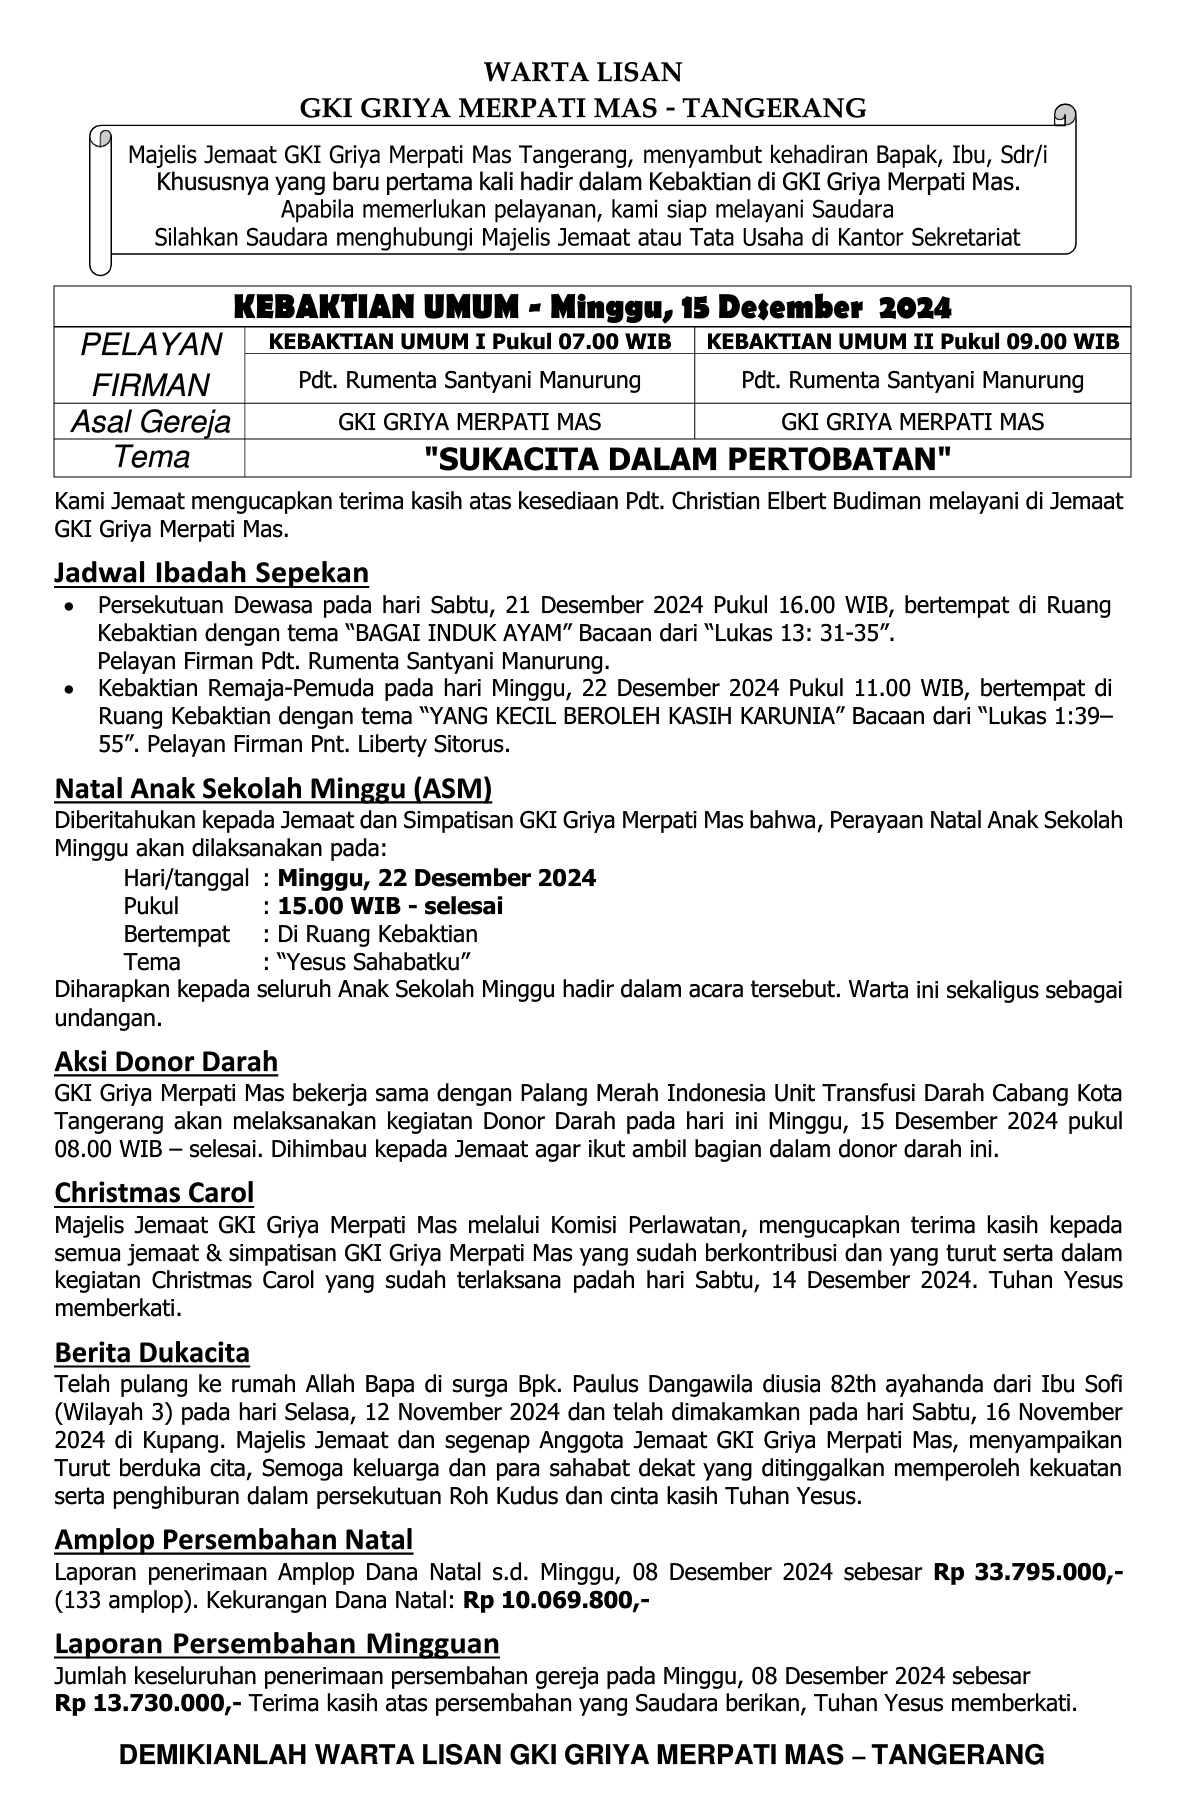 WARTA LISAN
GKI GRIYA MERPATI MAS - TANGERANG
Majelis Jemaat GKI Griya Merpati Mas Tangerang, menyambut kehadiran Bapak, Ibu, Sdr/i
Khususnya yang baru pertama kali hadir dalam Kebaktian di GKI Griya Merpati Mas.
Apabila memerlukan pelayanan, kami siap melayani Saudara
Silahkan Saudara menghubungi Majelis Jemaat atau Tata Usaha di Kantor Sekretariat
KEBAKTIAN UMUM - Minggu, 15 Desember 2024
PELAYAN FIRMAN
KEBAKTIAN UMUM I Pukul 07.00 WIB KEBAKTIAN UMUM II Pukul 09.00 WIB
Pdt. Rumenta Santyani Manurung Pdt. Rumenta Santyani Manurung
Asal Gereja GKI GRIYA MERPATI MAS GKI GRIYA MERPATI MAS
Tema "SUKACITA DALAM PERTOBATAN"
Kami Jemaat mengucapkan terima kasih atas kesediaan Pdt. Christian Elbert Budiman melayani di Jemaat
GKI Griya Merpati Mas.
Jadwal Ibadah Sepekan
• Persekutuan Dewasa pada hari Sabtu, 21 Desember 2024 Pukul 16.00 WIB, bertempat di Ruang
Kebaktian dengan tema “BAGAI INDUK AYAM” Bacaan dari “Lukas 13: 31-35”.
Pelayan Firman Pdt. Rumenta Santyani Manurung.
• Kebaktian Remaja-Pemuda pada hari Minggu, 22 Desember 2024 Pukul 11.00 WIB, bertempat di
Ruang Kebaktian dengan tema “YANG KECIL BEROLEH KASIH KARUNIA” Bacaan dari “Lukas 1:39–
55”. Pelayan Firman Pnt. Liberty Sitorus.
Natal Anak Sekolah Minggu (ASM)
Diberitahukan kepada Jemaat dan Simpatisan GKI Griya Merpati Mas bahwa, Perayaan Natal Anak Sekolah
Minggu akan dilaksanakan pada:
Hari/tanggal : Minggu, 22 Desember 2024
Pukul : 15.00 WIB - selesai
Bertempat : Di Ruang Kebaktian
Tema : “Yesus Sahabatku”
Diharapkan kepada seluruh Anak Sekolah Minggu hadir dalam acara tersebut. Warta ini sekaligus sebagai
undangan.
Aksi Donor Darah
GKI Griya Merpati Mas bekerja sama dengan Palang Merah Indonesia Unit Transfusi Darah Cabang Kota
Tangerang akan melaksanakan kegiatan Donor Darah pada hari ini Minggu, 15 Desember 2024 pukul
08.00 WIB – selesai. Dihimbau kepada Jemaat agar ikut ambil bagian dalam donor darah ini.
Christmas Carol
Majelis Jemaat GKI Griya Merpati Mas melalui Komisi Perlawatan, mengucapkan terima kasih kepada
semua jemaat & simpatisan GKI Griya Merpati Mas yang sudah berkontribusi dan yang turut serta dalam
kegiatan Christmas Carol yang sudah terlaksana padah hari Sabtu, 14 Desember 2024. Tuhan Yesus
memberkati.
Berita Dukacita
Telah pulang ke rumah Allah Bapa di surga Bpk. Paulus Dangawila diusia 82th ayahanda dari Ibu Sofi
(Wilayah 3) pada hari Selasa, 12 November 2024 dan telah dimakamkan pada hari Sabtu, 16 November
2024 di Kupang. Majelis Jemaat dan segenap Anggota Jemaat GKI Griya Merpati Mas, menyampaikan
Turut berduka cita, Semoga keluarga dan para sahabat dekat yang ditinggalkan memperoleh kekuatan
serta penghiburan dalam persekutuan Roh Kudus dan cinta kasih Tuhan Yesus.
Amplop Persembahan Natal
Laporan penerimaan Amplop Dana Natal s.d. Minggu, 08 Desember 2024 sebesar Rp 33.795.000,-
(133 amplop). Kekurangan Dana Natal: Rp 10.069.800,-
Laporan Persembahan Mingguan
Jumlah keseluruhan penerimaan persembahan gereja pada Minggu, 08 Desember 2024 sebesar
Rp 13.730.000,- Terima kasih atas persembahan yang Saudara berikan, Tuhan Yesus memberkati.
DEMIKIANLAH WARTA LISAN GKI GRIYA MERPATI MAS – TANGERANG